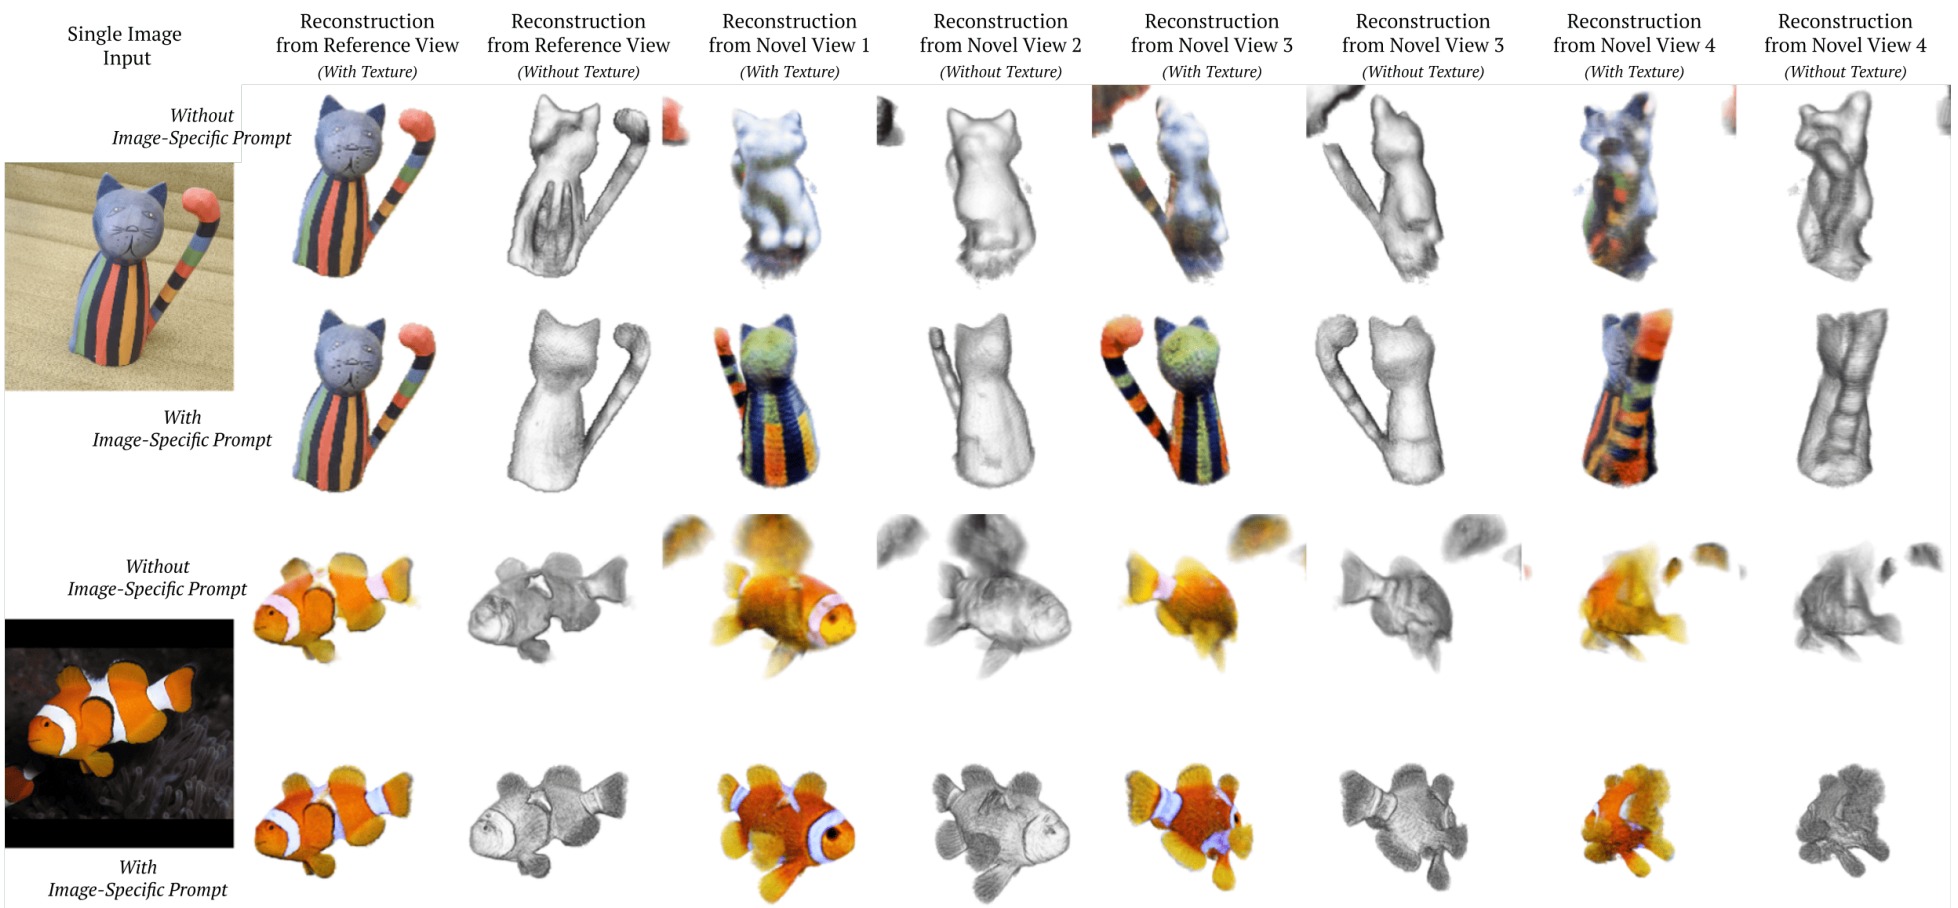 Single Image
Input
Reconstruction
from Reference View
(With Texture)
Reconstruction
from Reference View
(Without Texture)
Reconstruction
from Novel View 1
(With Texture)
Reconstruction
from Novel View 2
(Without Texture)
Reconstruction
from Novel View 3
(With Texture)
Reconstruction
from Novel View 3
(Without Texture)
Reconstruction
from Novel View 4
(With Texture)
Reconstruction
from Novel View 4
(Without Texture)
Without
Image-Specific Prompt
With
Image-Specific Prompt
Without
Image-Specific Prompt
With
Image-Specific Prompt